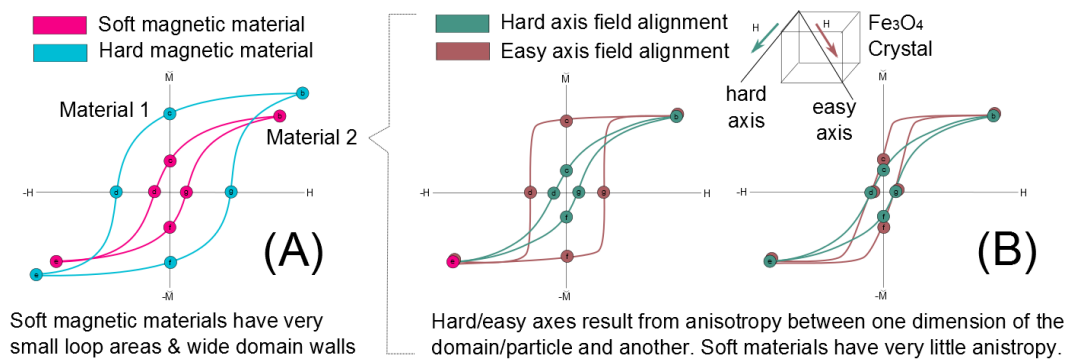 Soft magnetic material
Hard magnetic material
M
Material 1
b
c
b
Material 2
c
-H
d
d
g
g
H
f
e
e
f
-M
(A)
Soft magnetic materials have very
small loop areas & wide domain walls
Hard axis field alignment
Easy axis field alignment
H
H
Fe₃O₄
Crystal
hard
axis
easy
axis
M
c
b
c
-H
d
d
g
g
H
f
e
f
-M
M
b
c
c
-H
d
g
H
f
f
e
-M
(B)
Hard/easy axes result from anisotropy between one dimension of the
domain/particle and another. Soft materials have very little anistropy.